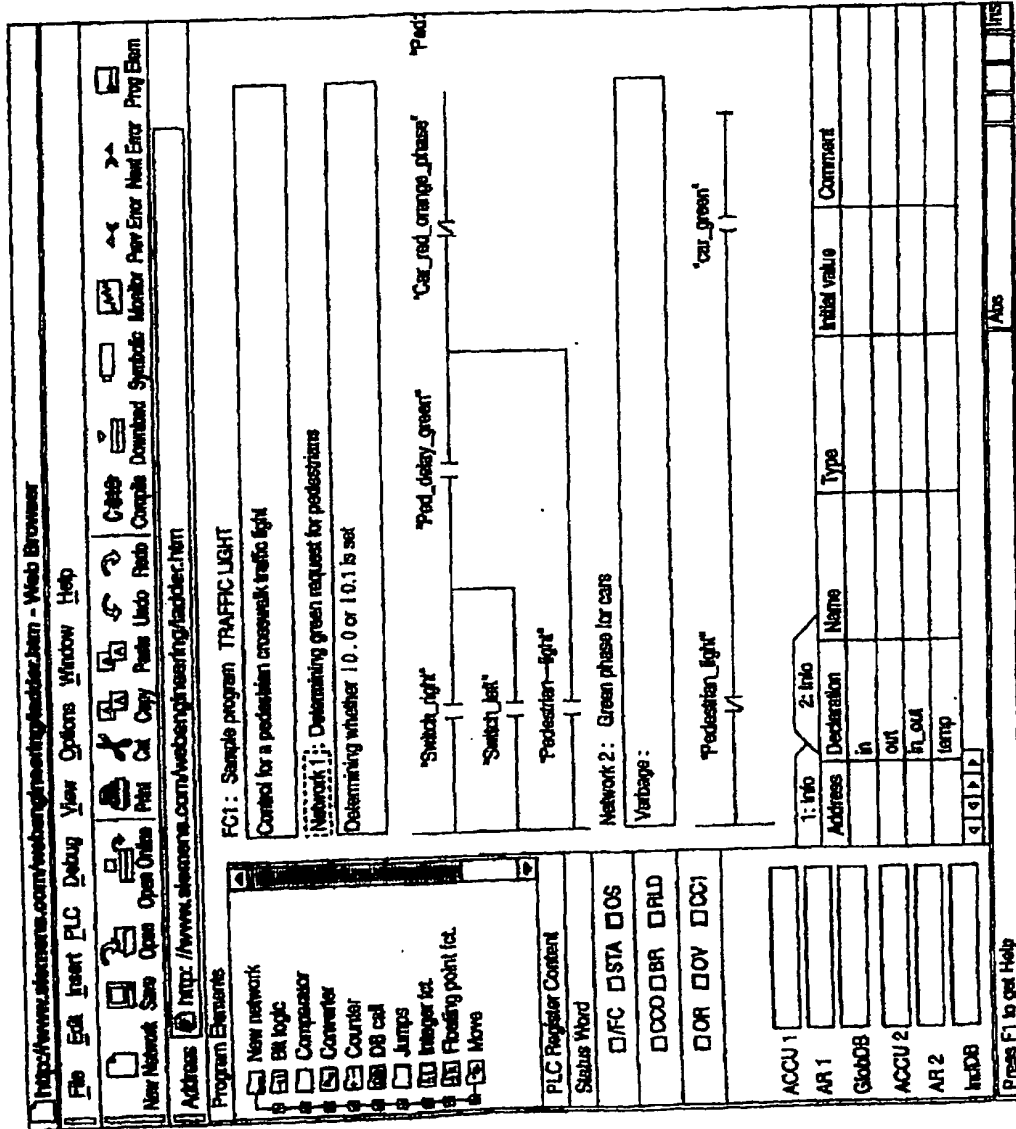 http://www.siemens.com/webengineering/ladder.htm - Web Browser
File Edit Insert PLC Debug View Options Window Help
New Network Save Open Open Online Print Cut Copy Paste Undo Redo Compile Download Symbolic Monitor Prev Error Next Error Prog Elem
Address http: //www.siemens.com/webengineering/ladder.htm
Program Elements
New network
Bit logic
Comparator
Converter
Counter
DB call
Jumps
Integer fct.
Floating point fct.
Move
PLC Register Content
Status Word
/FC STA OS
CCO BR RLD
OR OV CC1
ACCU 1
AR 1
GlobDB
ACCU 2
AR 2
IndDB
FC1: Sample program TRAFFIC LIGHT
Control for a pedestrian crosswalk traffic light
Network 1: Determining green request for pedestrians
Determining whether I 0.0 or I 0.1 is set
"Switch_right" "Ped_delay_green" "Car_red_orange_phase" "Ped
"Switch_left"
"Pedestrian-light"
Network 2: Green phase for cars
Verbage:
"Pedestrian_light" "car_green"
1: Info 2: Info
Address Declaration Name Type Initial value Comment
in
out
in_out
temp
Press F1 to get Help Abs Ins